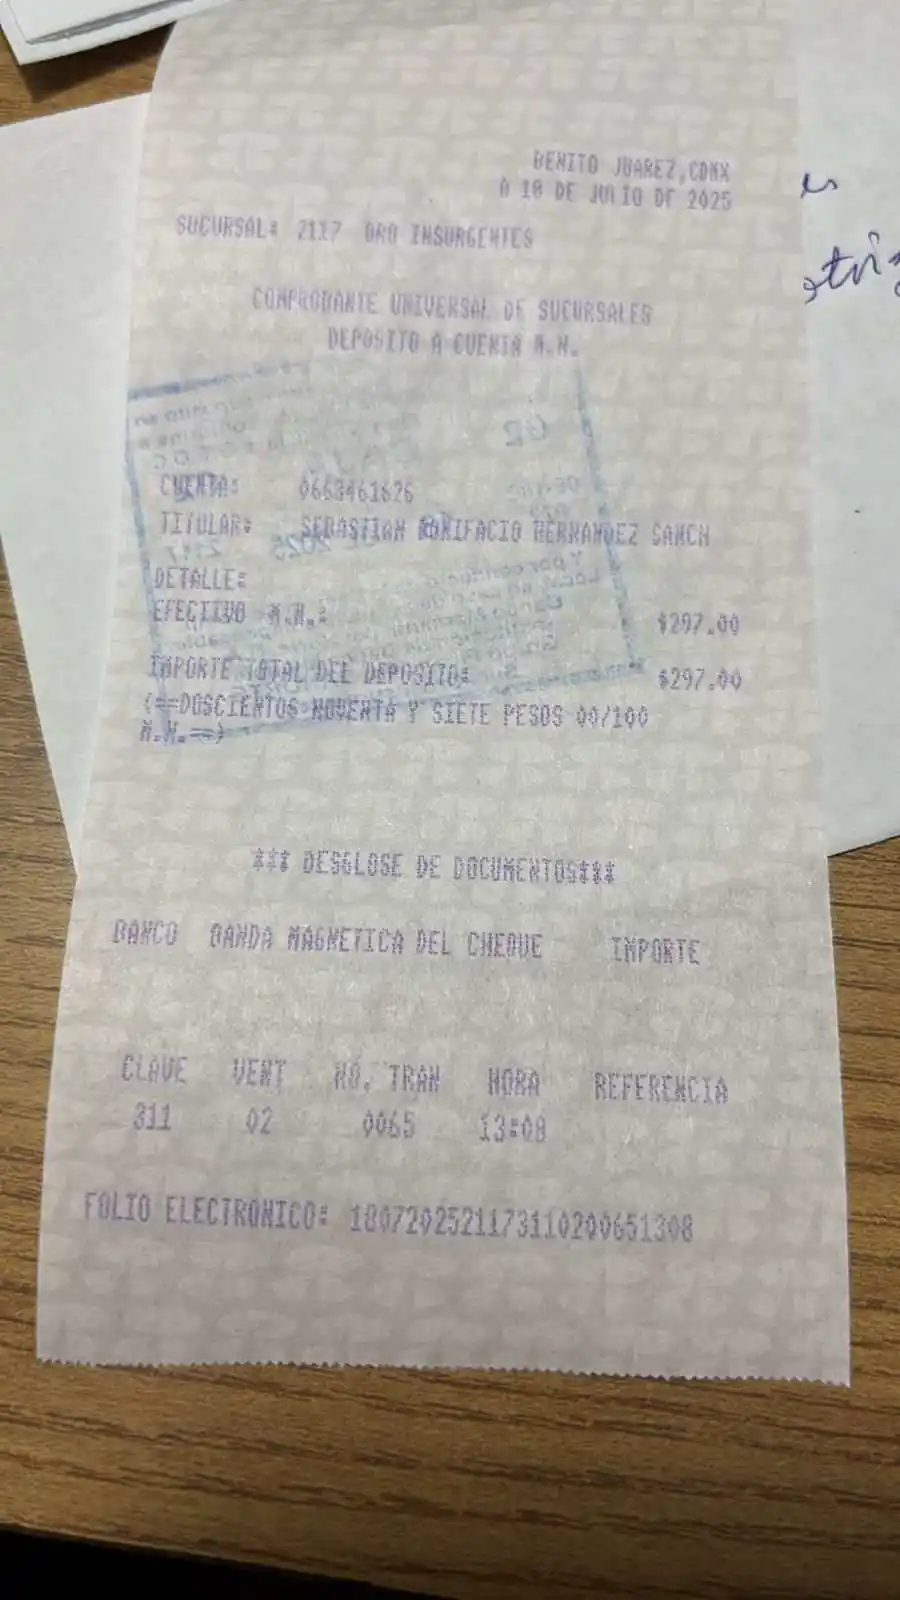 BENITO JUAREZ,CDMX
A 18 DE JULIO DE 2025
SUCURSAL: 2117 ORO INSURGENTES
COMPROBANTE UNIVERSAL DE SUCURSALES
DEPOSITO A CUENTA M.N.
CUENTA: 0663461626
TITULAR: SEBASTIAN BONIFACIO HERNANDEZ SANCH
DETALLE:
EFECTIVO M.N.: $297.00
IMPORTE TOTAL DEL DEPOSITO: $297.00
(==DOSCIENTOS NOVENTA Y SIETE PESOS 00/100
M.N.==)
*** DESGLOSE DE DOCUMENTOS***
BANCO BANDA MAGNETICA DEL CHEQUE IMPORTE
CLAVE VENT NO. TRAN HORA REFERENCIA
311 02 0065 13:08
FOLIO ELECTRONICO: 1807202521173110200651308